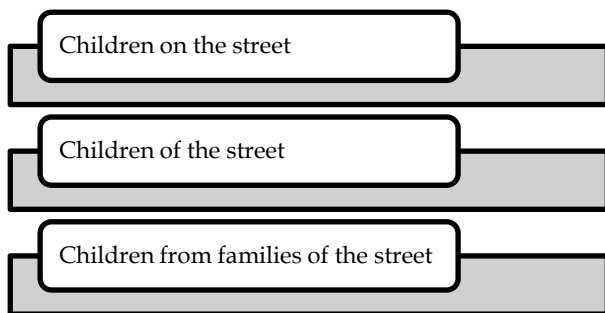 Children on the street
Children of the street
Children from families of the street